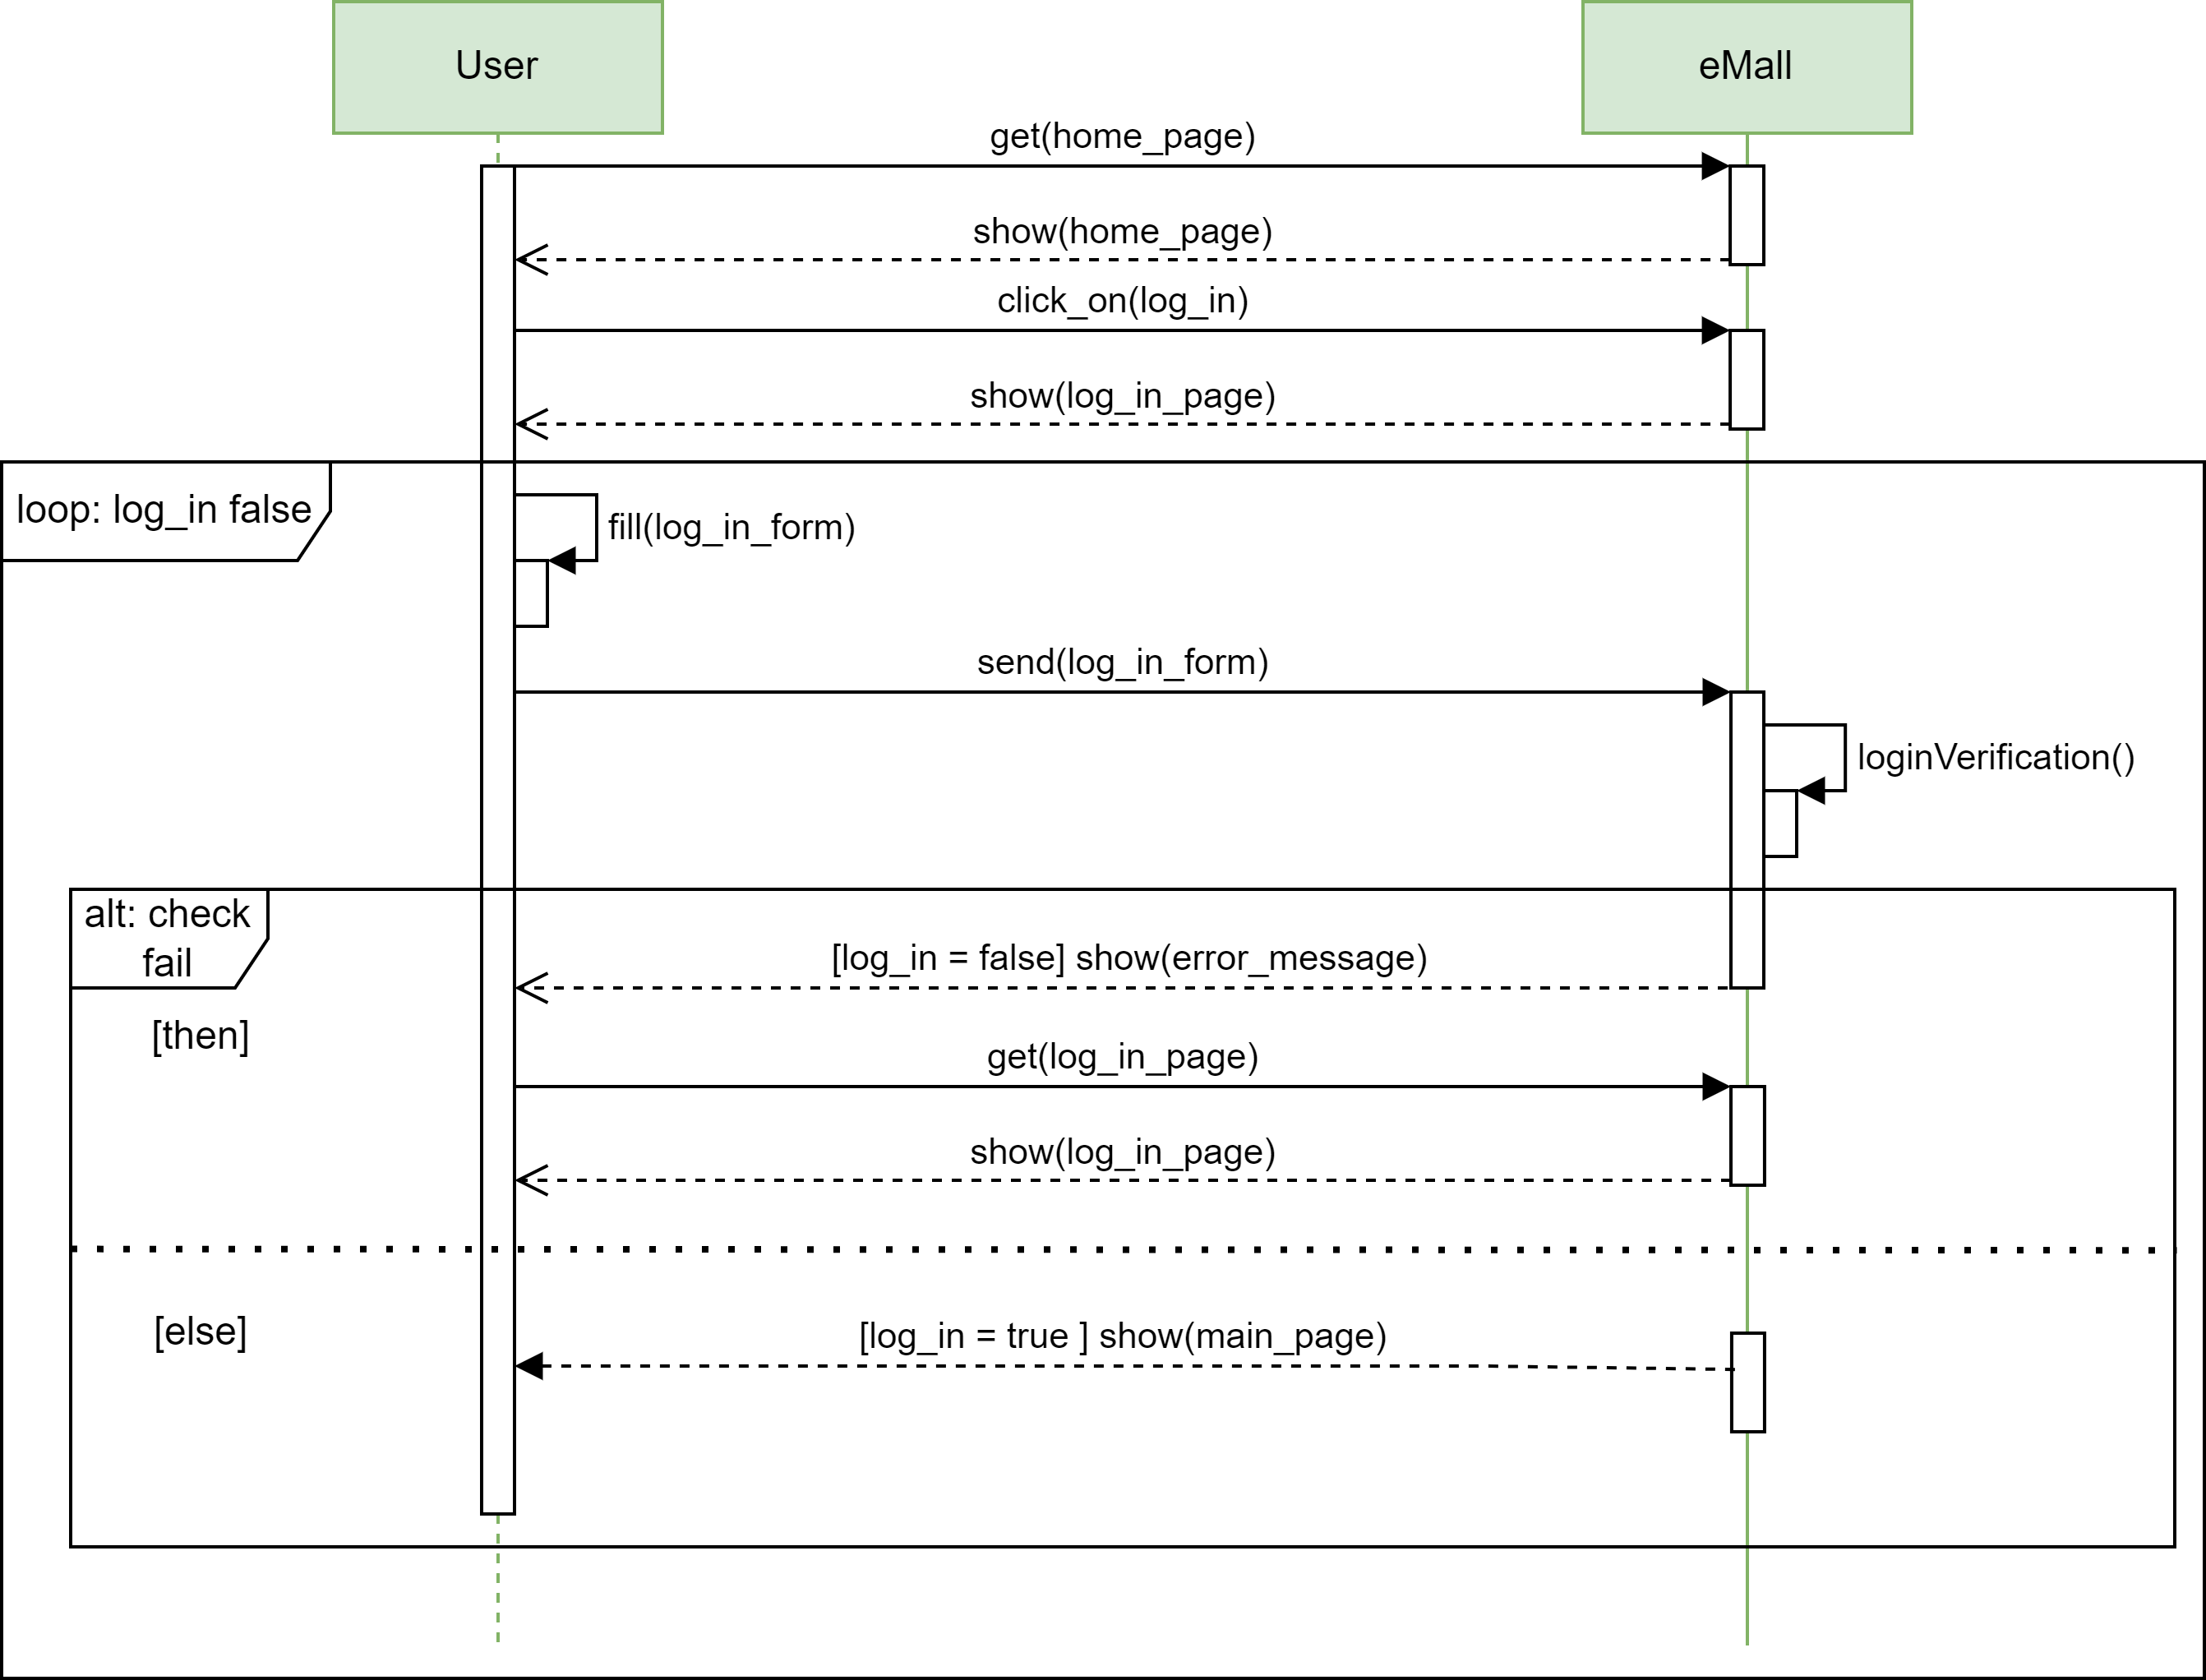 User
eMall
get(home_page)
show(home_page)
click_on(log_in)
show(log_in_page)
loop: log_in false
fill(log_in_form)
send(log_in_form)
loginVerification()
alt: check
fail
[log_in = false] show(error_message)
[then]
get(log_in_page)
show(log_in_page)
[else]
[log_in = true ] show(main_page)